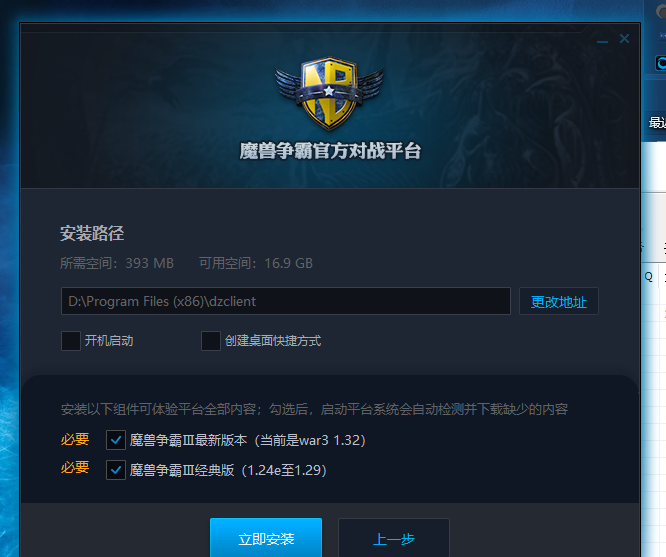 魔兽争霸官方对战平台
最近
安装路径
所需空间：393 MB 可用空间：16.9 GB
D:\Program Files (x86)\dzclient
更改地址
开机启动
创建桌面快捷方式
Q
安装以下组件可体验平台全部内容；勾选后，启动平台系统会自动检测并下载缺少的内容
必要 魔兽争霸Ⅲ最新版本（当前是war3 1.32）
必要 魔兽争霸Ⅲ经典版（1.24e至1.29）
立即安装
上一步